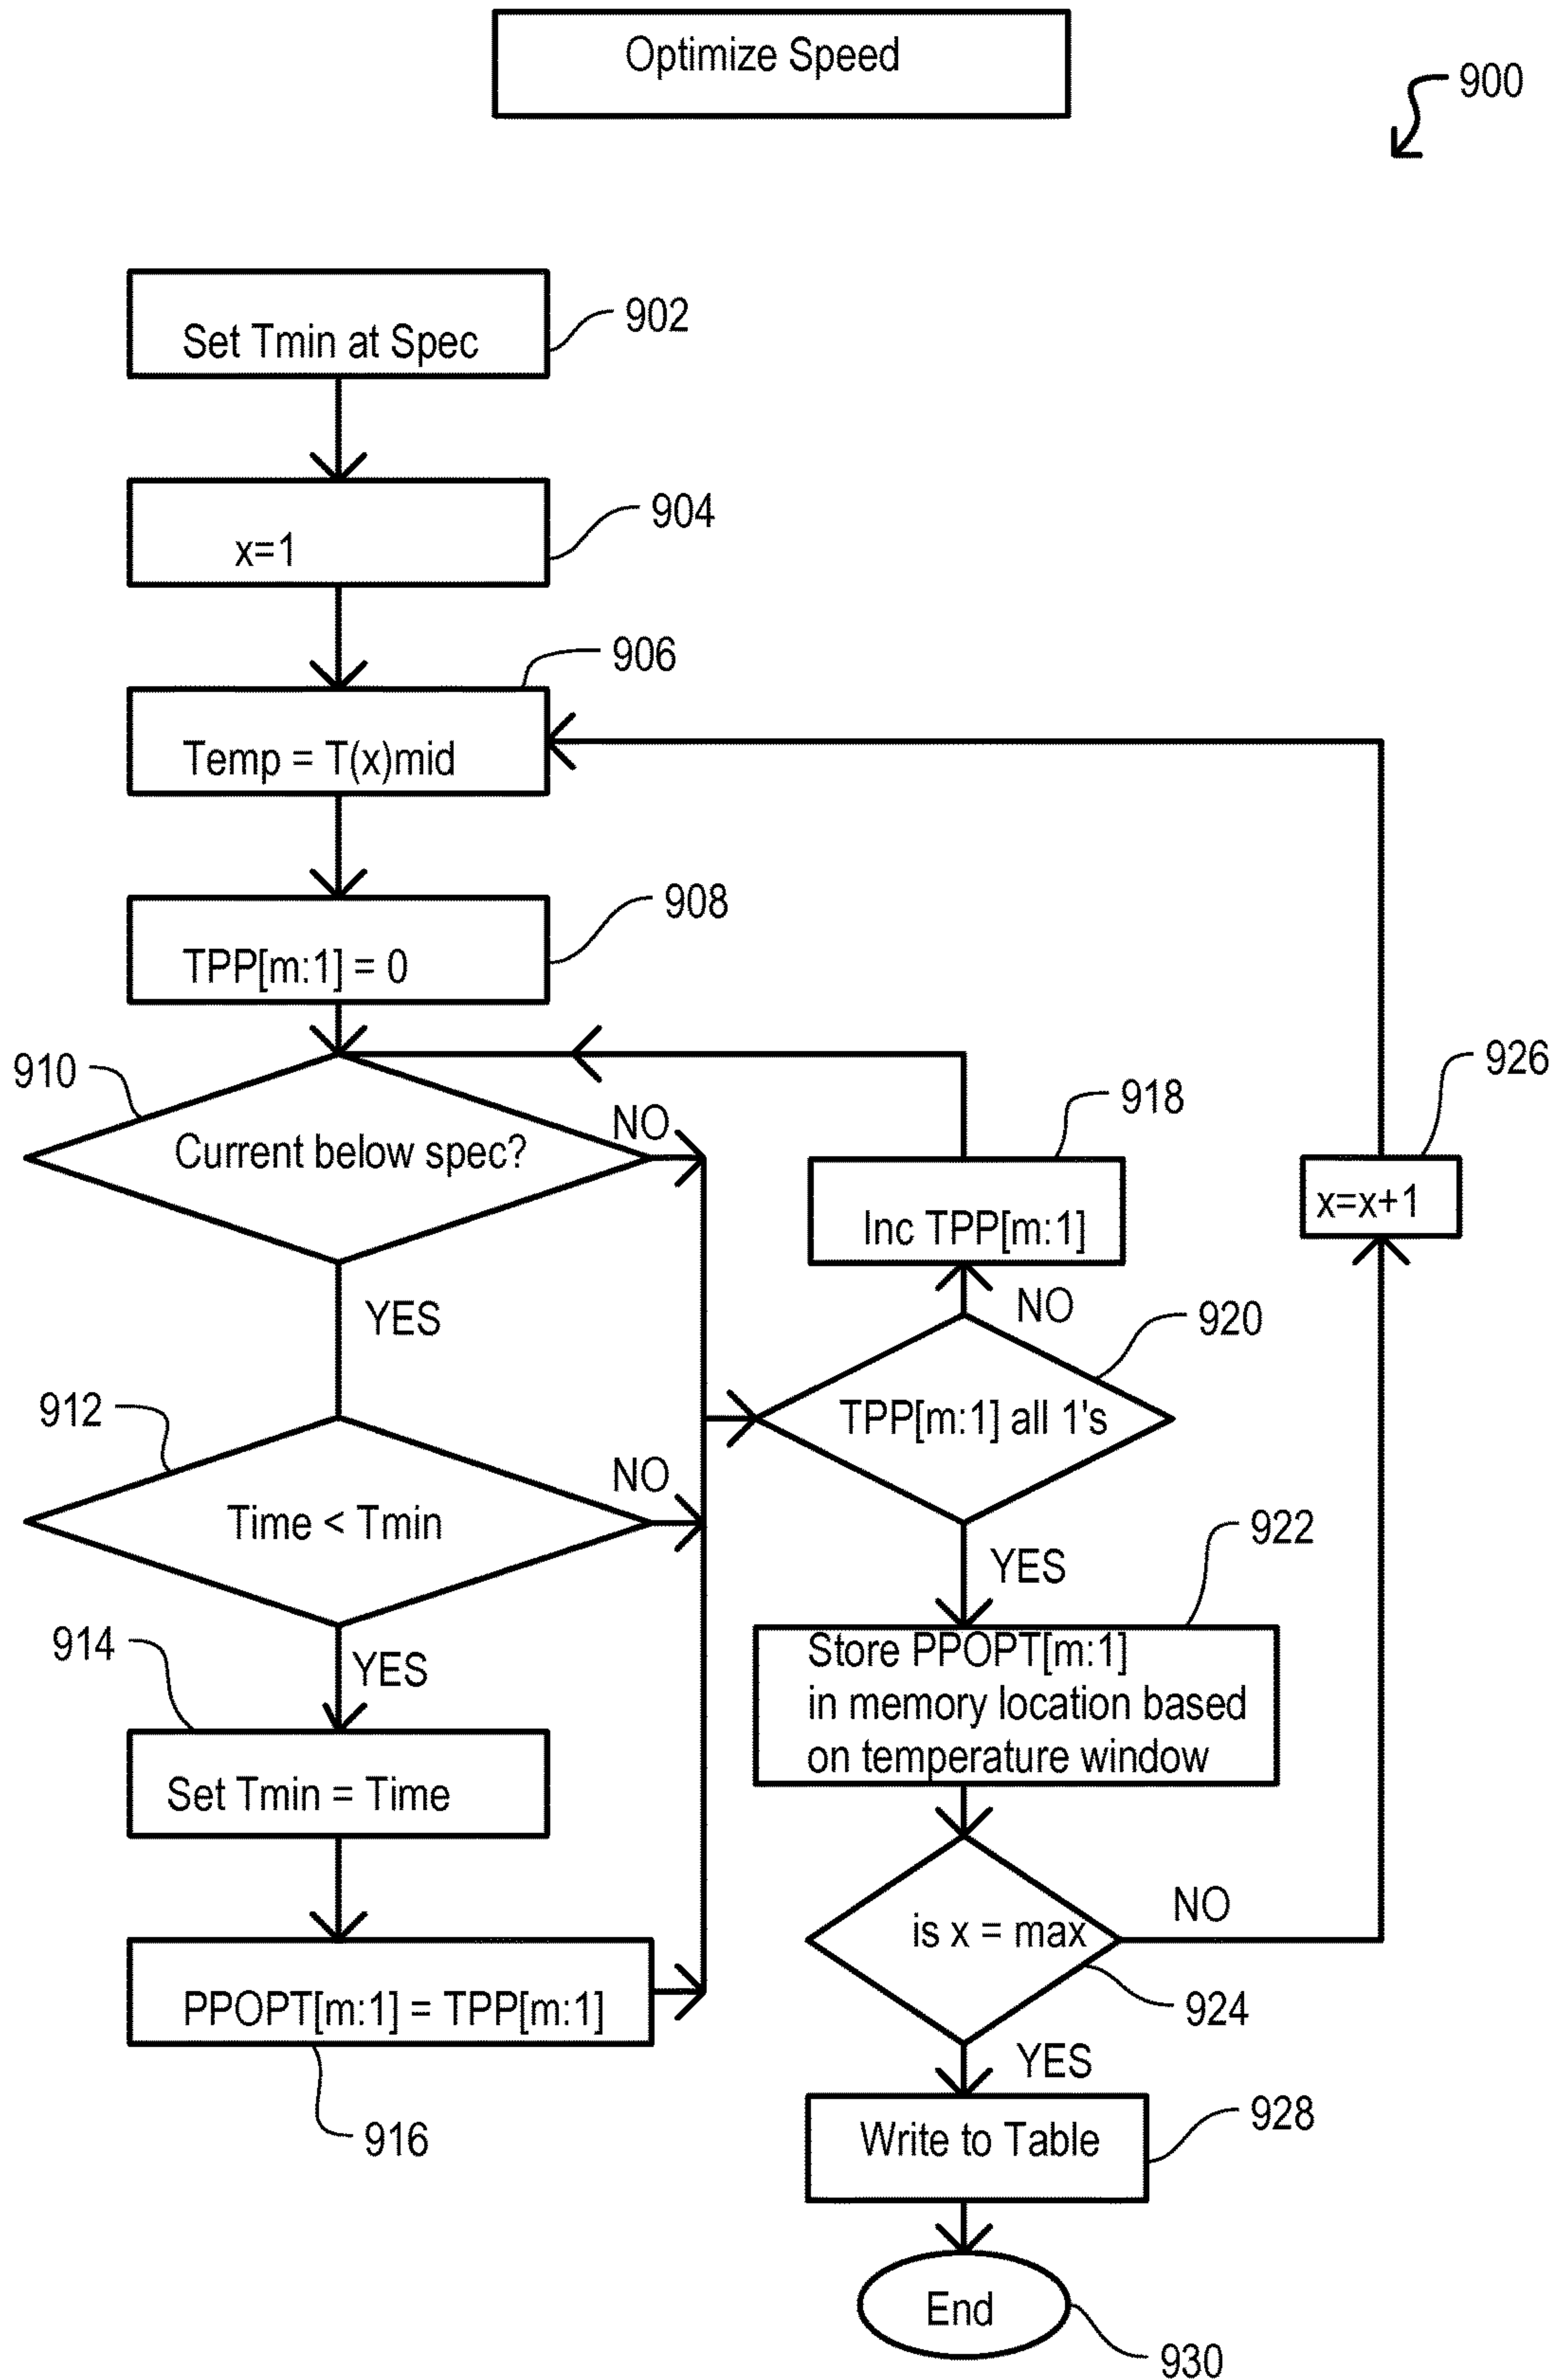 Optimize Speed
900
Set Tmin at Spec
902
x=1
904
906
Temp = T(x)mid
908
TPP[m:1] = 0
910
Current below spec?
NO
YES
912
Time < Tmin
NO
YES
914
Set Tmin = Time
PPOPT[m:1] = TPP[m:1]
916
918
Inc TPP[m:1]
NO
920
TPP[m:1] all 1's
YES
922
Store PPOPT[m:1]
in memory location based
on temperature window
is x = max
NO
924
926
x=x+1
YES
Write to Table
928
End
930